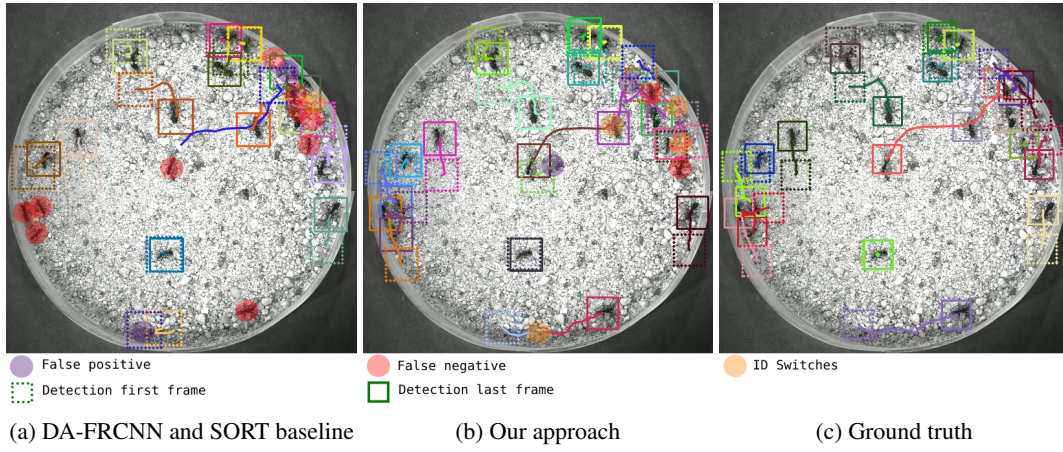 False positive
False negative
ID Switches
Detection first frame
Detection last frame
(a) DA-FRCNN and SORT baseline
(b) Our approach
(c) Ground truth